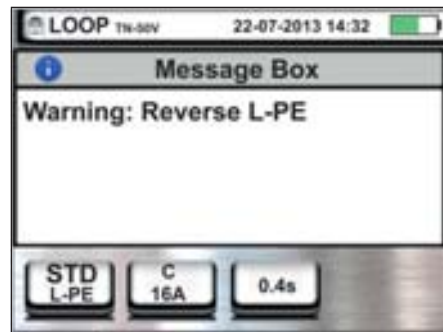 LOOP TN-50V 22-07-2013 14:32
Message Box
Warning: Reverse L-PE
STD C 0.4s
L-PE 16A